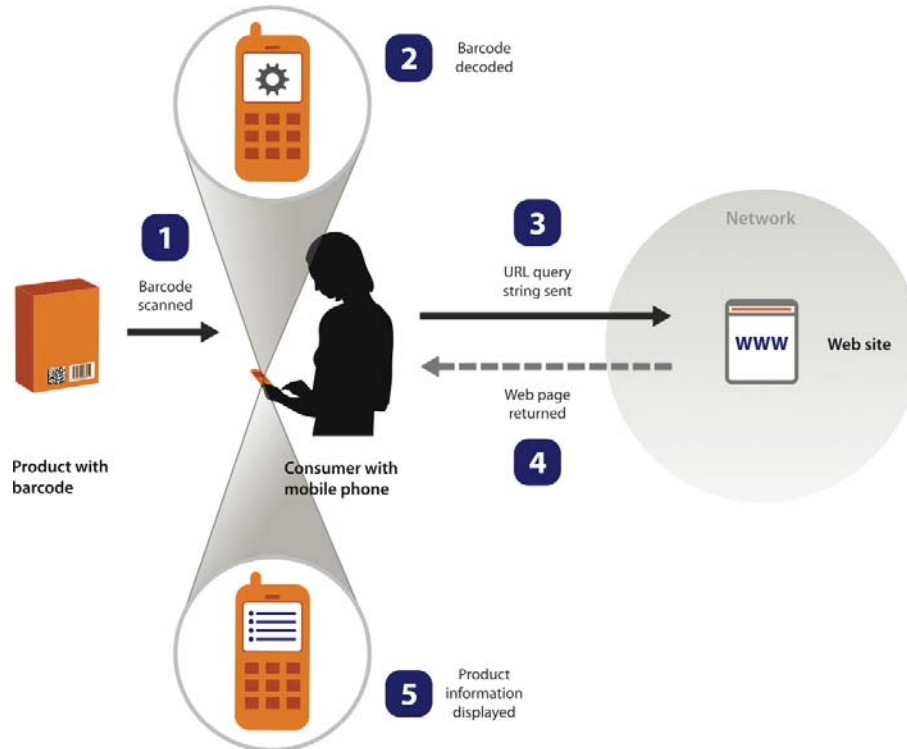 2
Barcode
decoded
1
Barcode
scanned
3
URL query
string sent
Network
www
Web site
Web page
returned
4
Product with
barcode
Consumer with
mobile phone
5
Product
information
displayed